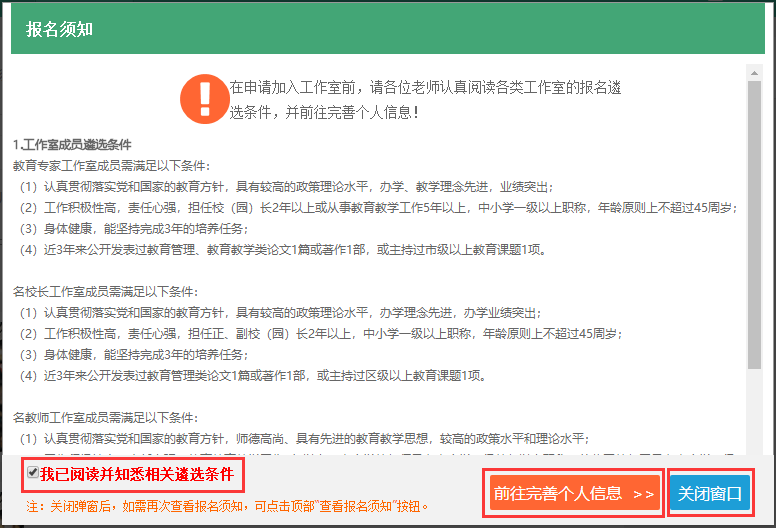 报名须知
在申请加入工作室前，请各位老师认真阅读各类工作室的报名遴
选条件，并前往完善个人信息！
1.工作室成员遴选条件
教育专家工作室成员需满足以下条件：
（1）认真贯彻落实党和国家的教育方针，具有较高的政策理论水平，办学、教学理念先进，业绩突出；
（2）工作积极性高，责任心强，担任校（园）长2年以上或从事教育教学工作5年以上，中小学一级以上职称，年龄原则上不超过45周岁；
（3）身体健康，能坚持完成3年的培养任务；
（4）近3年来公开发表过教育管理、教育教学类论文1篇或著作1部，或主持过市级以上教育课题1项。
名校长工作室成员需满足以下条件：
（1）认真贯彻落实党和国家的教育方针，具有较高的政策理论水平，办学理念先进，办学业绩突出；
（2）工作积极性高，责任心强，担任正、副校（园）长2年以上，中小学一级以上职称，年龄原则上不超过45周岁；
（3）身体健康，能坚持完成3年的培养任务；
（4）近3年来公开发表过教育管理类论文1篇或著作1部，或主持过区级以上教育课题1项。
名教师工作室成员需满足以下条件：
（1）认真贯彻落实党和国家的教育方针，师德高尚、具有先进的教育教学思想，较高的政策水平和理论水平；
我已阅读并知悉相关遴选条件
前往完善个人信息 >> 关闭窗口
注：关闭弹窗后，如需再次查看报名须知，可点击顶部“查看报名须知”按钮。